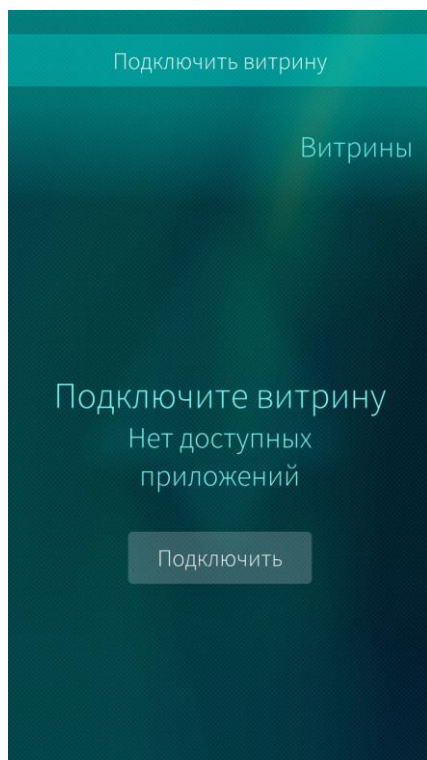 Подключить витрину
Витрины
Подключите витрину
Нет доступных
приложений
Подключить